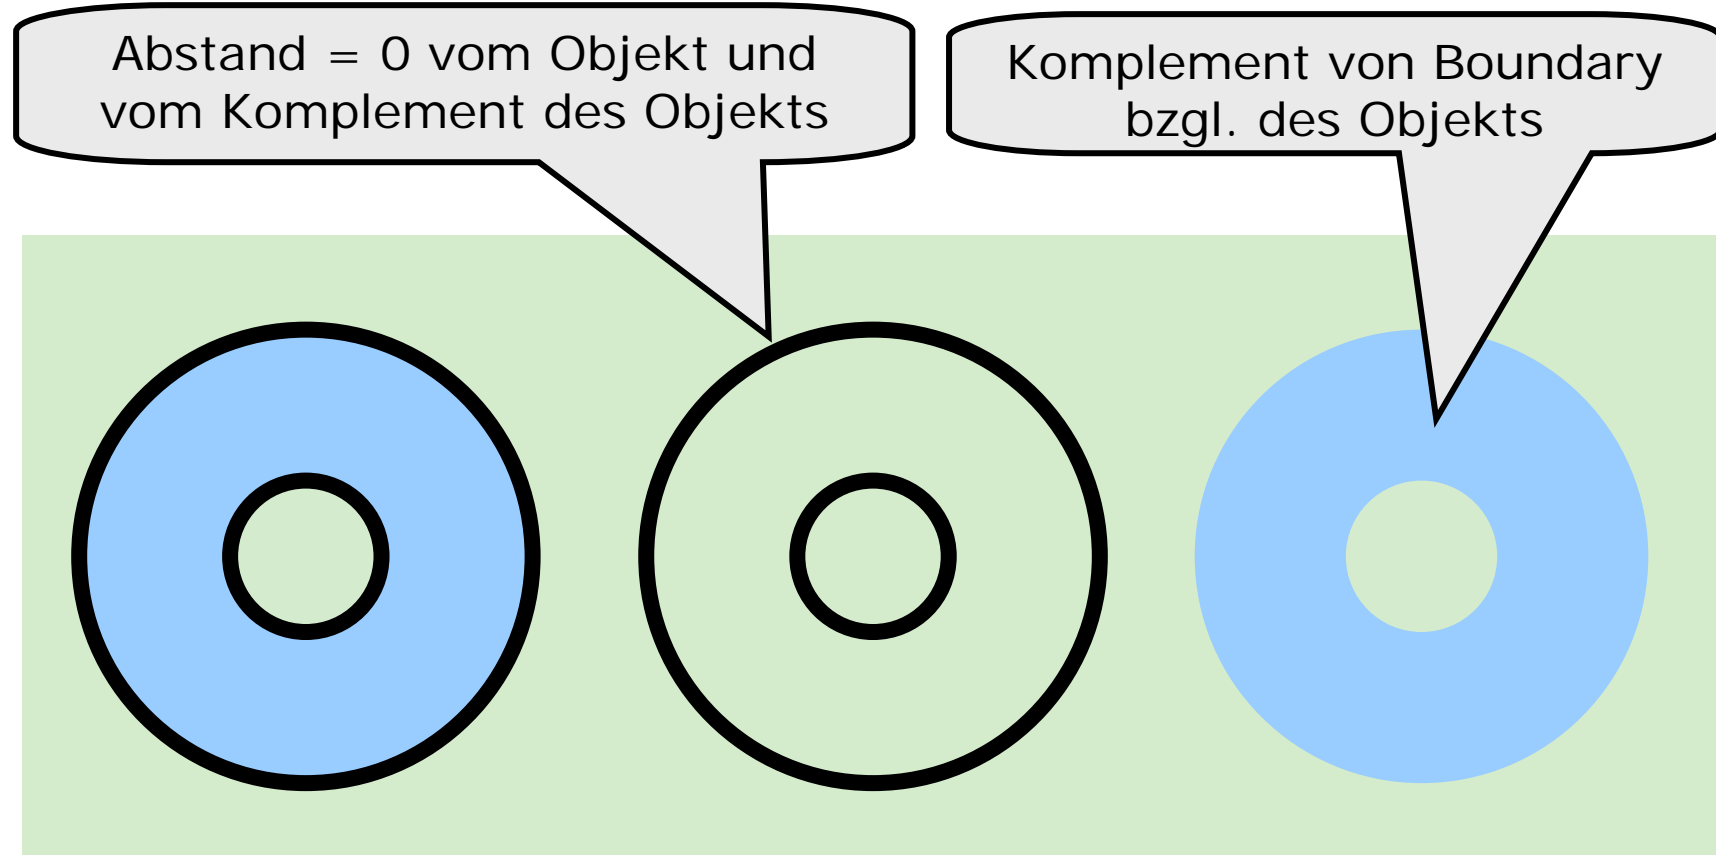 Abstand = 0 vom Objekt und
vom Komplement des Objekts
Komplement von Boundary
bzgl. des Objekts